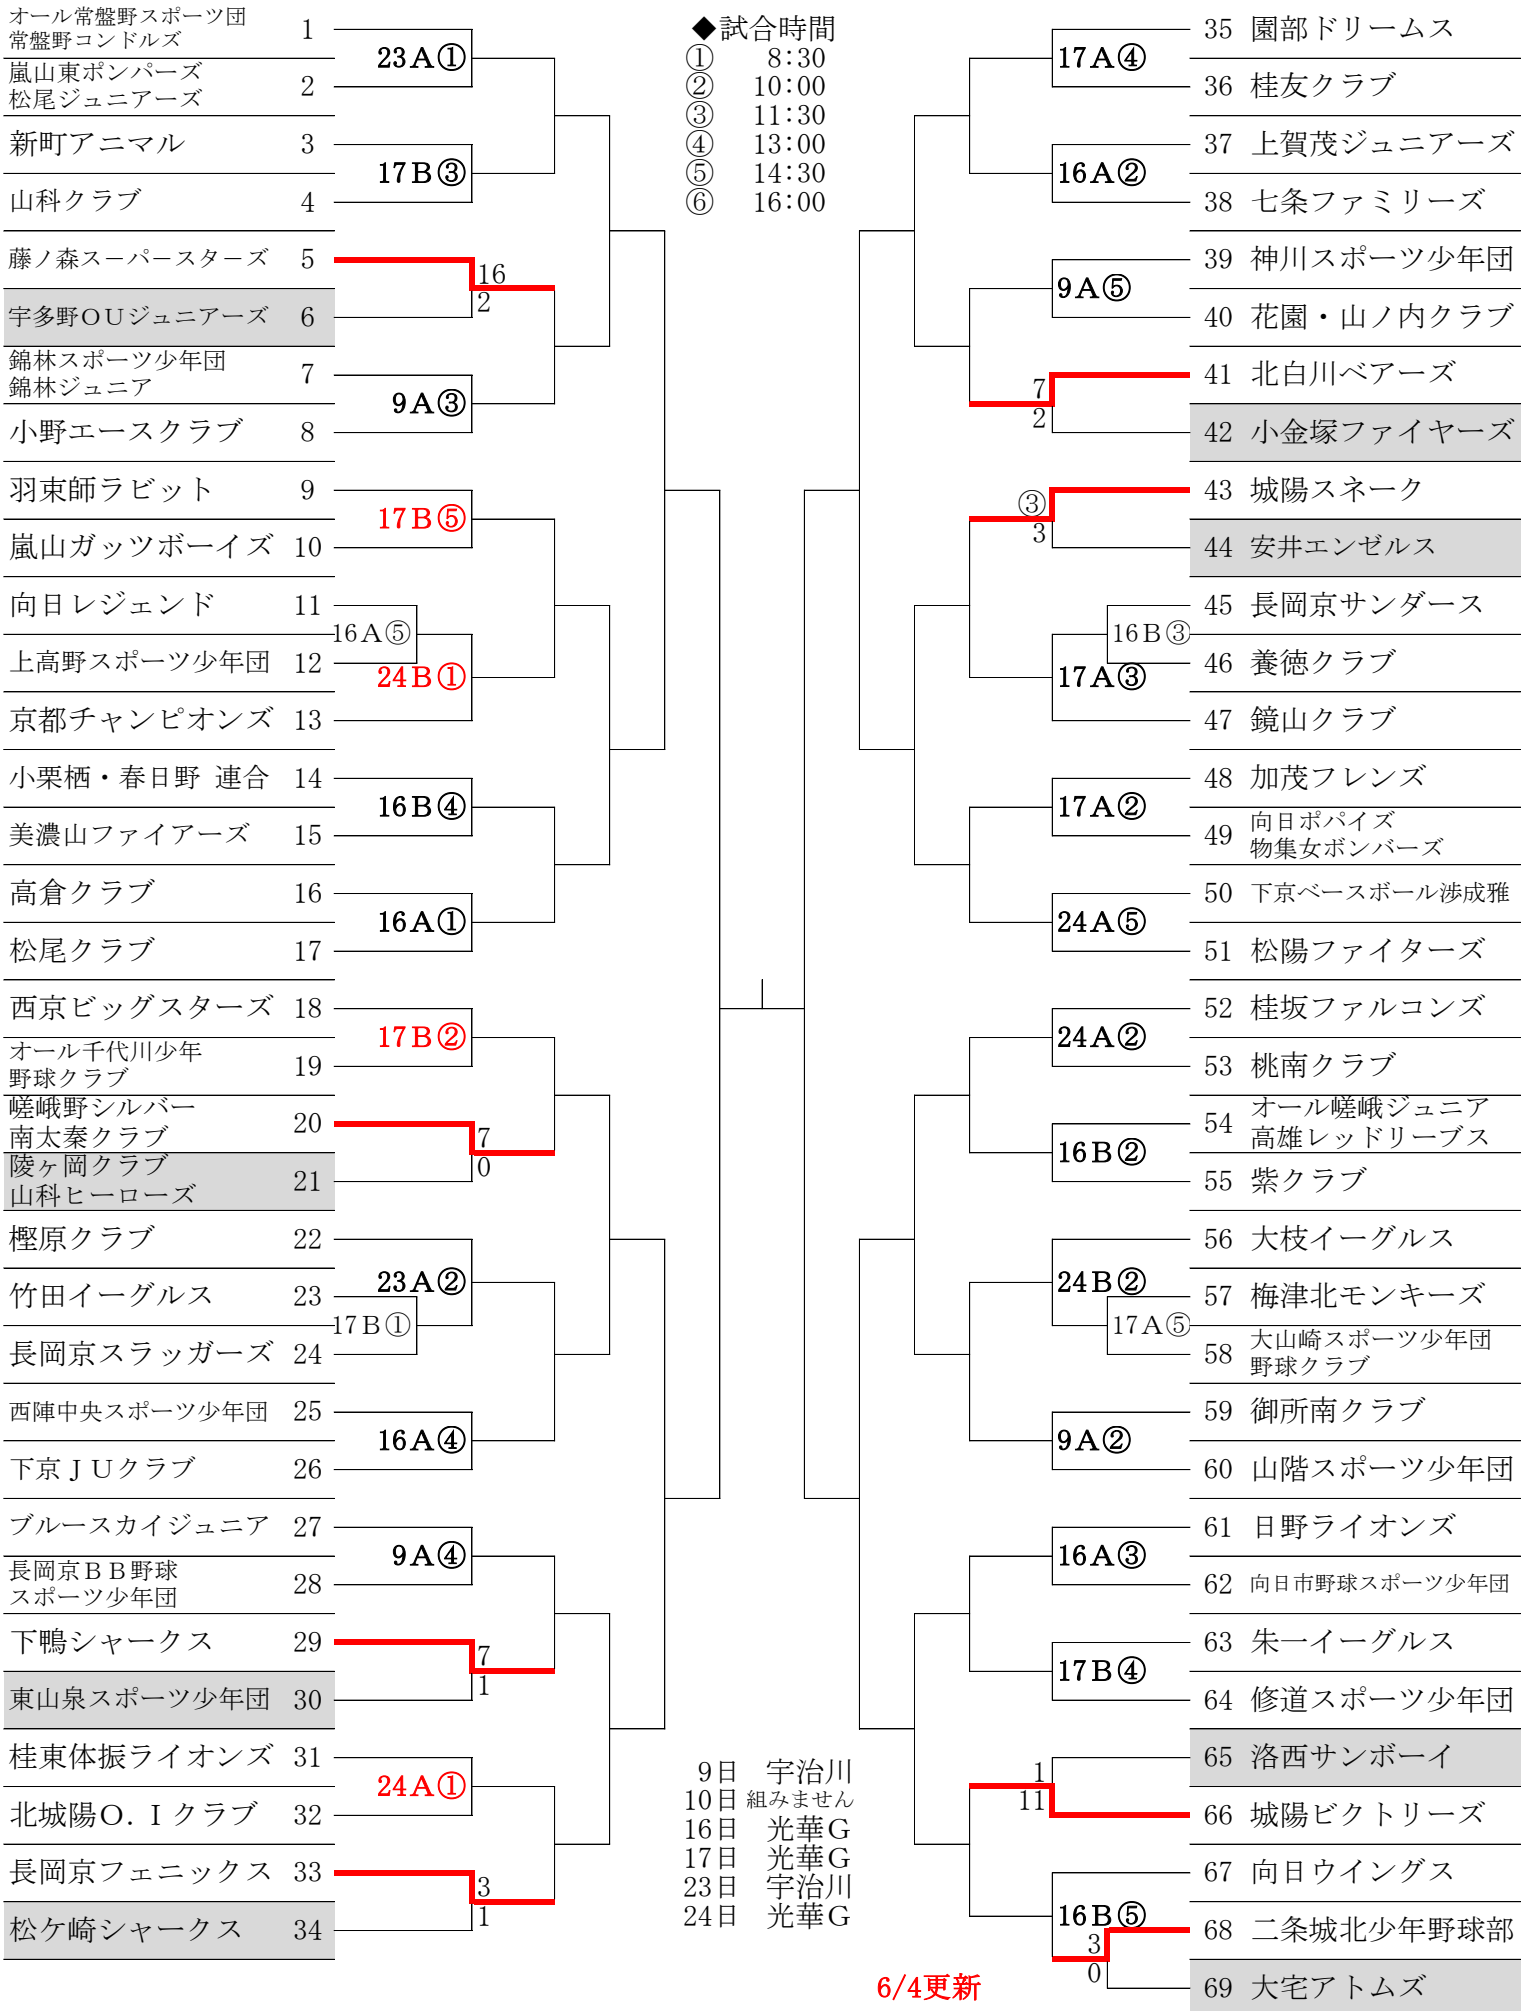 オール常盤野スポーツ団
常盤野コンドルズ 1
23A①
嵐山東ボンバーズ
松尾ジュニアーズ 2
新町アニマル 3
17B③
山科クラブ 4
藤ノ森スーパースターズ 5
16
2
宇多野OUジュニアーズ 6
錦林スポーツ少年団
錦林ジュニア 7
9A③
小野エースクラブ 8
羽束師ラビット 9
17B⑤
嵐山ガッツボーイズ 10
向日レジェンド 11
16A⑤
上高野スポーツ少年団 12
24B①
京都チャンピオンズ 13
小栗栖・春日野 連合 14
16B④
美濃山ファイアーズ 15
高倉クラブ 16
16A①
松尾クラブ 17
西京ビッグスターズ 18
17B②
オール千代川少年
野球クラブ 19
嵯峨野シルバー
南太秦クラブ 20
7
0
陵ヶ岡クラブ
山科ヒーローズ 21
樫原クラブ 22
23A②
竹田イーグルス 23
17B①
長岡京スラッガーズ 24
西陣中央スポーツ少年団 25
16A④
下京JUクラブ 26
ブルースカイジュニア 27
9A④
長岡京BB野球
スポーツ少年団 28
下鴨シャークス 29
7
1
東山泉スポーツ少年団 30
桂東体振ライオンズ 31
24A①
北城陽O.Iクラブ 32
長岡京フェニックス 33
3
1
松ケ崎シャークス 34
◆試合時間
① 8:30
② 10:00
③ 11:30
④ 13:00
⑤ 14:30
⑥ 16:00
9日 宇治川
10日 組みません
16日 光華G
17日 光華G
23日 宇治川
24日 光華G
6/4更新
35 園部ドリームス
17A④
36 桂友クラブ
37 上賀茂ジュニアーズ
16A②
38 七条ファミリーズ
39 神川スポーツ少年団
9A⑤
40 花園・山ノ内クラブ
41 北白川ベアーズ
7
2
42 小金塚ファイヤーズ
43 城陽スネーク
③
3
44 安井エンゼルス
45 長岡京サンダース
16B③
46 養徳クラブ
17A③
47 鏡山クラブ
48 加茂フレンズ
17A②
49 向日ポパイズ
物集女ボンバーズ
50 下京ベースボール渉成雅
24A⑤
51 松陽ファイターズ
52 桂坂ファルコンズ
24A②
53 桃南クラブ
54 オール嵯峨ジュニア
高雄レッドリーブス
16B②
55 紫クラブ
56 大枝イーグルス
24B②
57 梅津北モンキーズ
17A⑤
58 大山崎スポーツ少年団
野球クラブ
59 御所南クラブ
9A②
60 山階スポーツ少年団
61 日野ライオンズ
16A③
62 向日市野球スポーツ少年団
63 朱一イーグルス
17B④
64 修道スポーツ少年団
65 洛西サンボーイ
1
11
66 城陽ビクトリーズ
67 向日ウイングス
16B⑤
68 二条城北少年野球部
3
0
69 大宅アトムズ